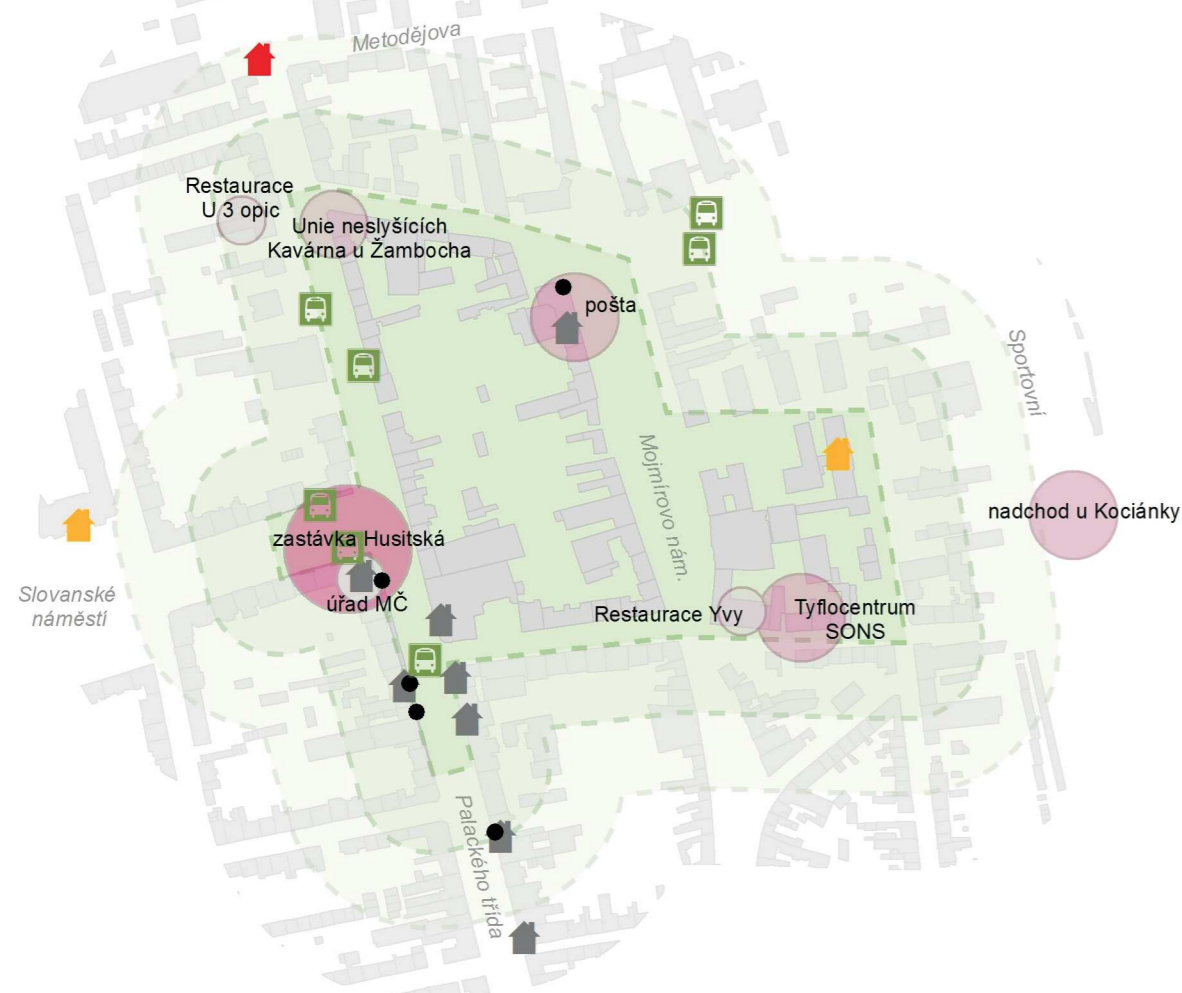 Metodějova
Restaurace
U 3 opic
Unie neslyšících
Kavárna u Žambocha
pošta
Sportovní
Mojmírovo nám.
nadchod u Kociánky
zastávka Husitská
úřad MČ
Slovanské
náměstí
Restaurace Yvy
Tyflocentrum
SONS
Palackého třída